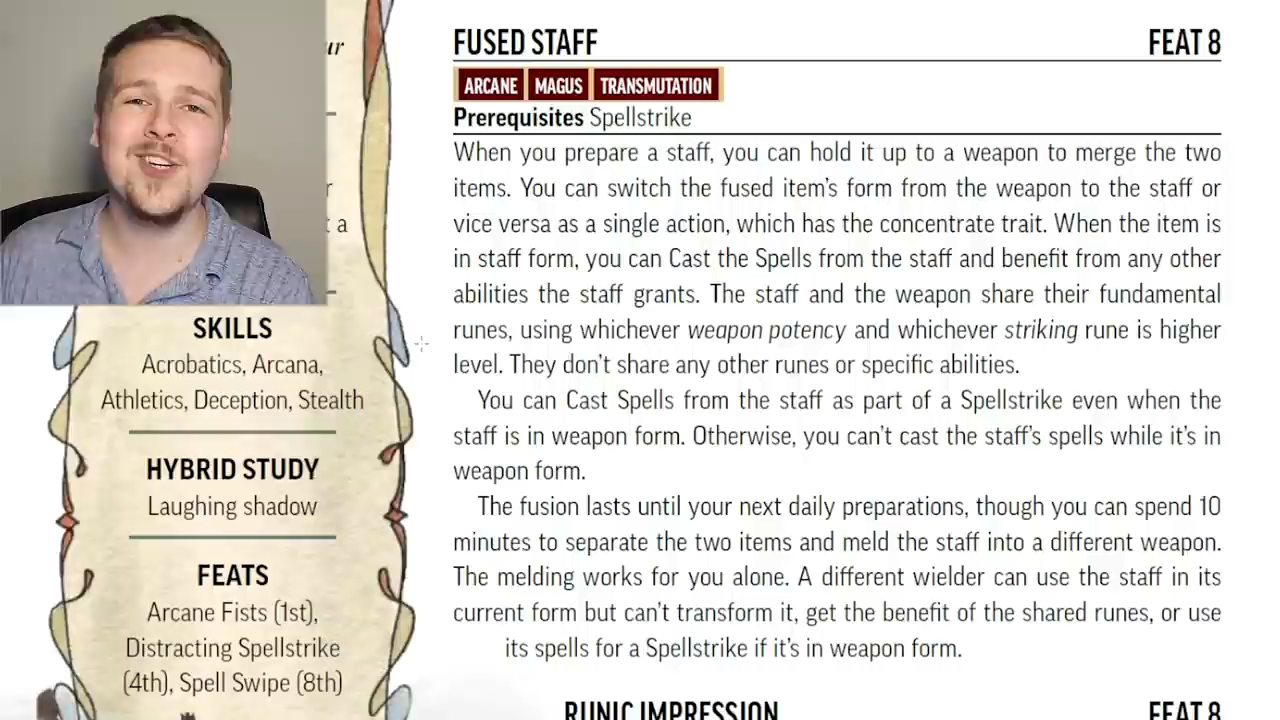 ur
r
t a
SKILLS
Acrobatics, Arcana,
Athletics, Deception, Stealth
HYBRID STUDY
Laughing shadow
FEATS
Arcane Fists (1st),
Distracting Spellstrike
(4th), Spell Swipe (8th)
FUSED STAFF FEAT 8
ARCANE MAGUS TRANSMUTATION
Prerequisites Spellstrike
When you prepare a staff, you can hold it up to a weapon to merge the two
items. You can switch the fused item's form from the weapon to the staff or
vice versa as a single action, which has the concentrate trait. When the item is
in staff form, you can Cast the Spells from the staff and benefit from any other
abilities the staff grants. The staff and the weapon share their fundamental
runes, using whichever weapon potency and whichever striking rune is higher
level. They don't share any other runes or specific abilities.
You can Cast Spells from the staff as part of a Spellstrike even when the
staff is in weapon form. Otherwise, you can't cast the staff's spells while it's in
weapon form.
The fusion lasts until your next daily preparations, though you can spend 10
minutes to separate the two items and meld the staff into a different weapon.
The melding works for you alone. A different wielder can use the staff in its
current form but can't transform it, get the benefit of the shared runes, or use
its spells for a Spellstrike if it's in weapon form.
RUNIC IMPRESSION FEAT 8